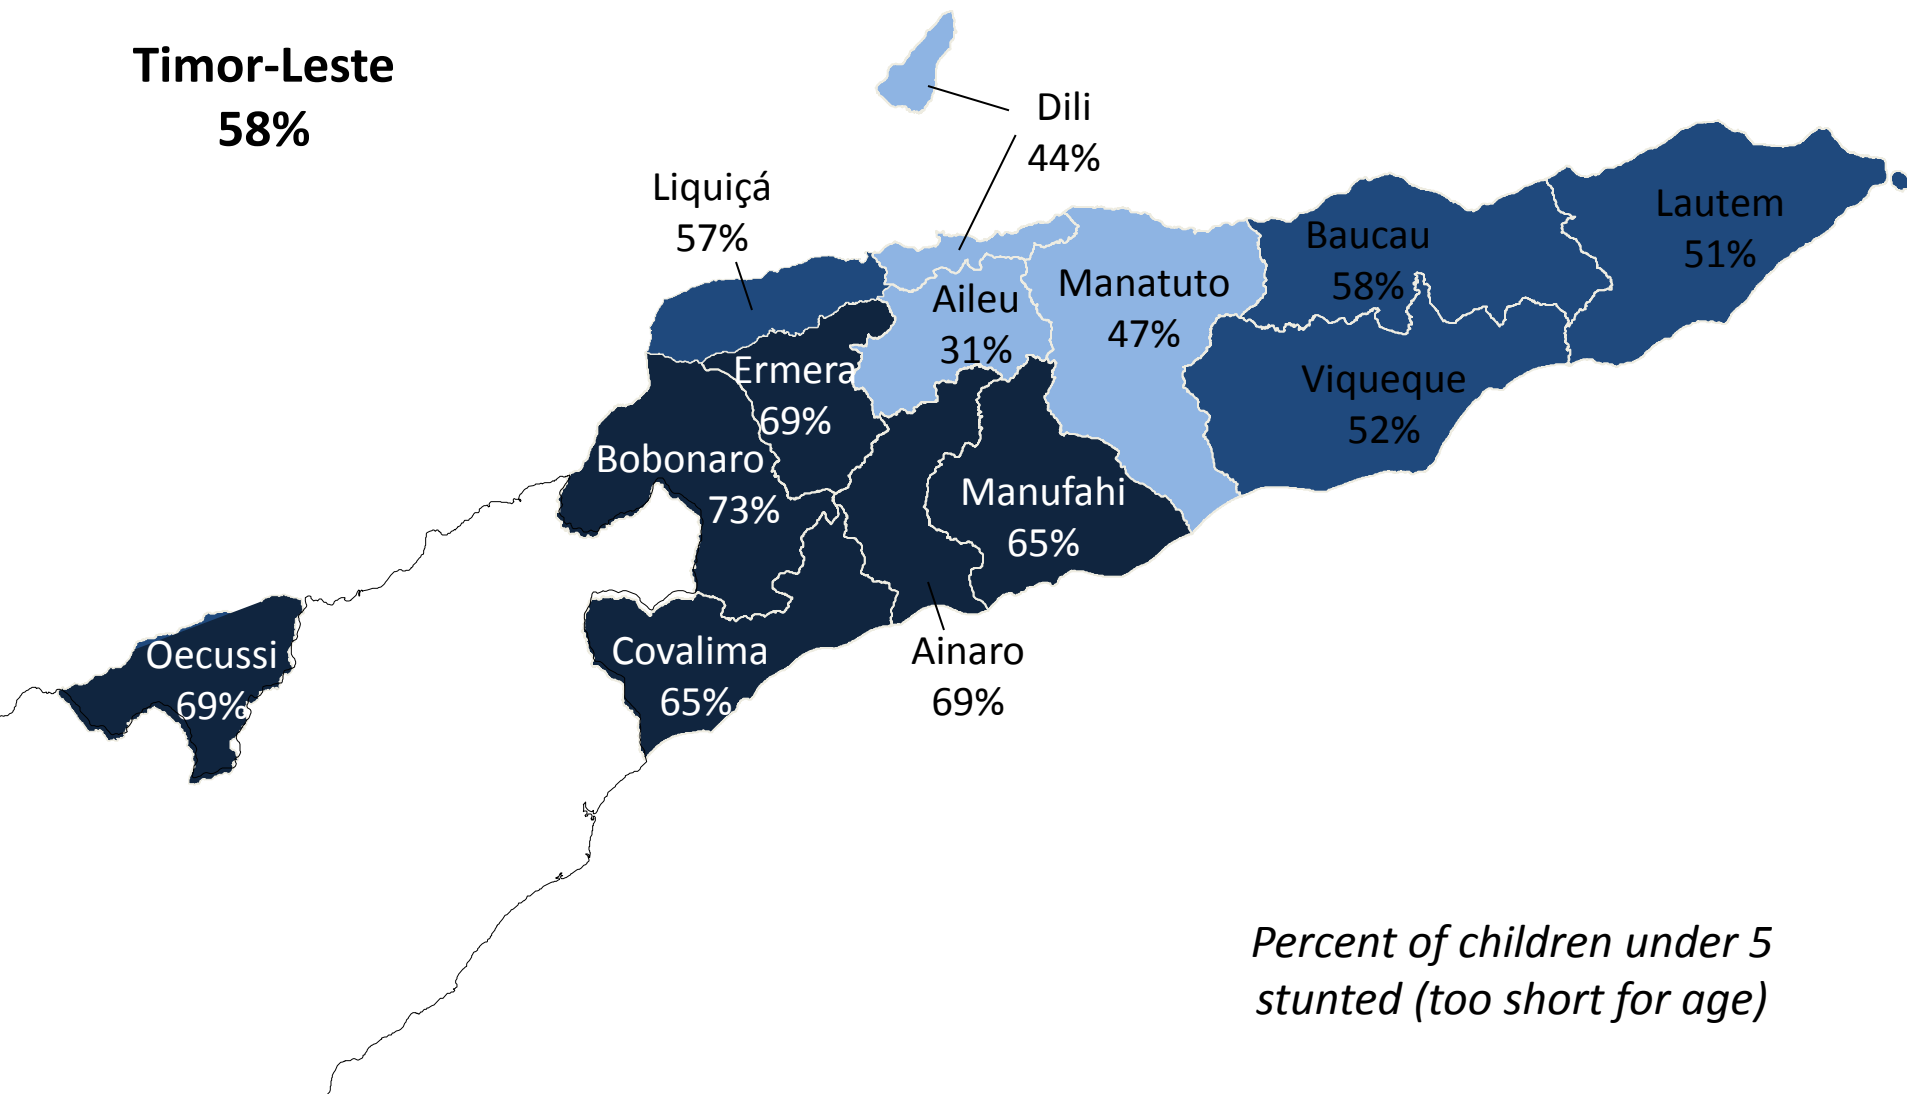 Timor-Leste
58%
Dili
44%
Liquiçá
57%
Lautem
51%
Baucau
58%
Manatuto
47%
Aileu
31%
Ermera
69%
Viqueque
52%
Bobonaro
73%
Manufahi
65%
Oecussi
69%
Covalima
65%
Ainaro
69%
Percent of children under 5
stunted (too short for age)